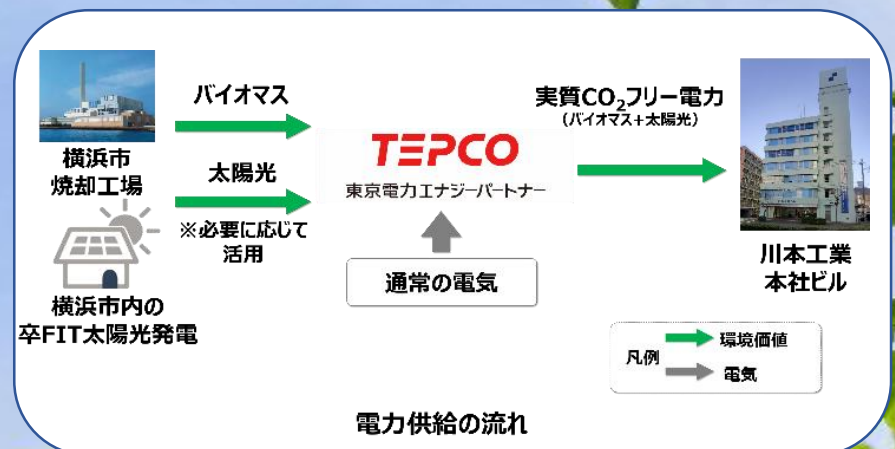 バイオマス
横浜市
焼却工場
太陽光
※必要に応じて
活用
横浜市内の
卒FIT太陽光発電
TEPCO
東京電力エナジーパートナー
通常の電気
実質CO₂フリー電力
（バイオマス+太陽光）
川本工業
本社ビル
凡例
環境価値
電気
電力供給の流れ